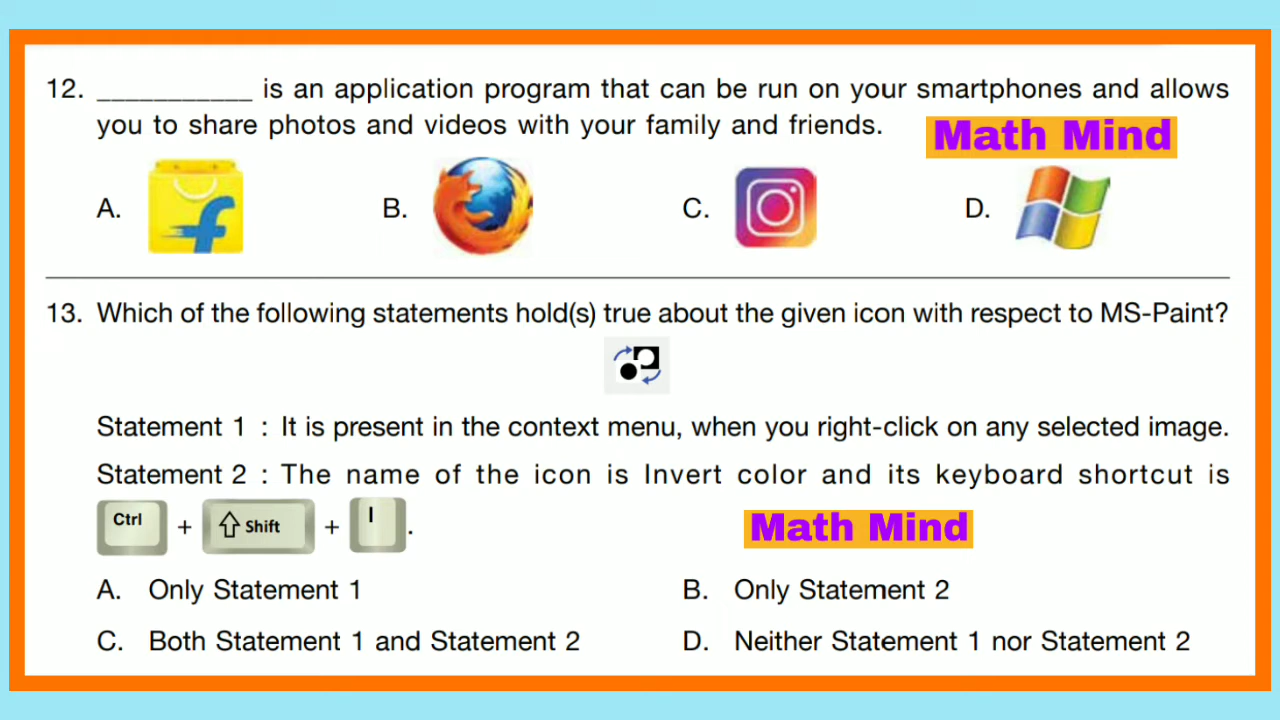 12. ___________ is an application program that can be run on your smartphones and allows
you to share photos and videos with your family and friends.
Math Mind
A. B. C. D.
13. Which of the following statements hold(s) true about the given icon with respect to MS-Paint?
Statement 1 : It is present in the context menu, when you right-click on any selected image.
Statement 2 : The name of the icon is Invert color and its keyboard shortcut is
Ctrl + Shift + I .
Math Mind
A. Only Statement 1 B. Only Statement 2
C. Both Statement 1 and Statement 2 D. Neither Statement 1 nor Statement 2